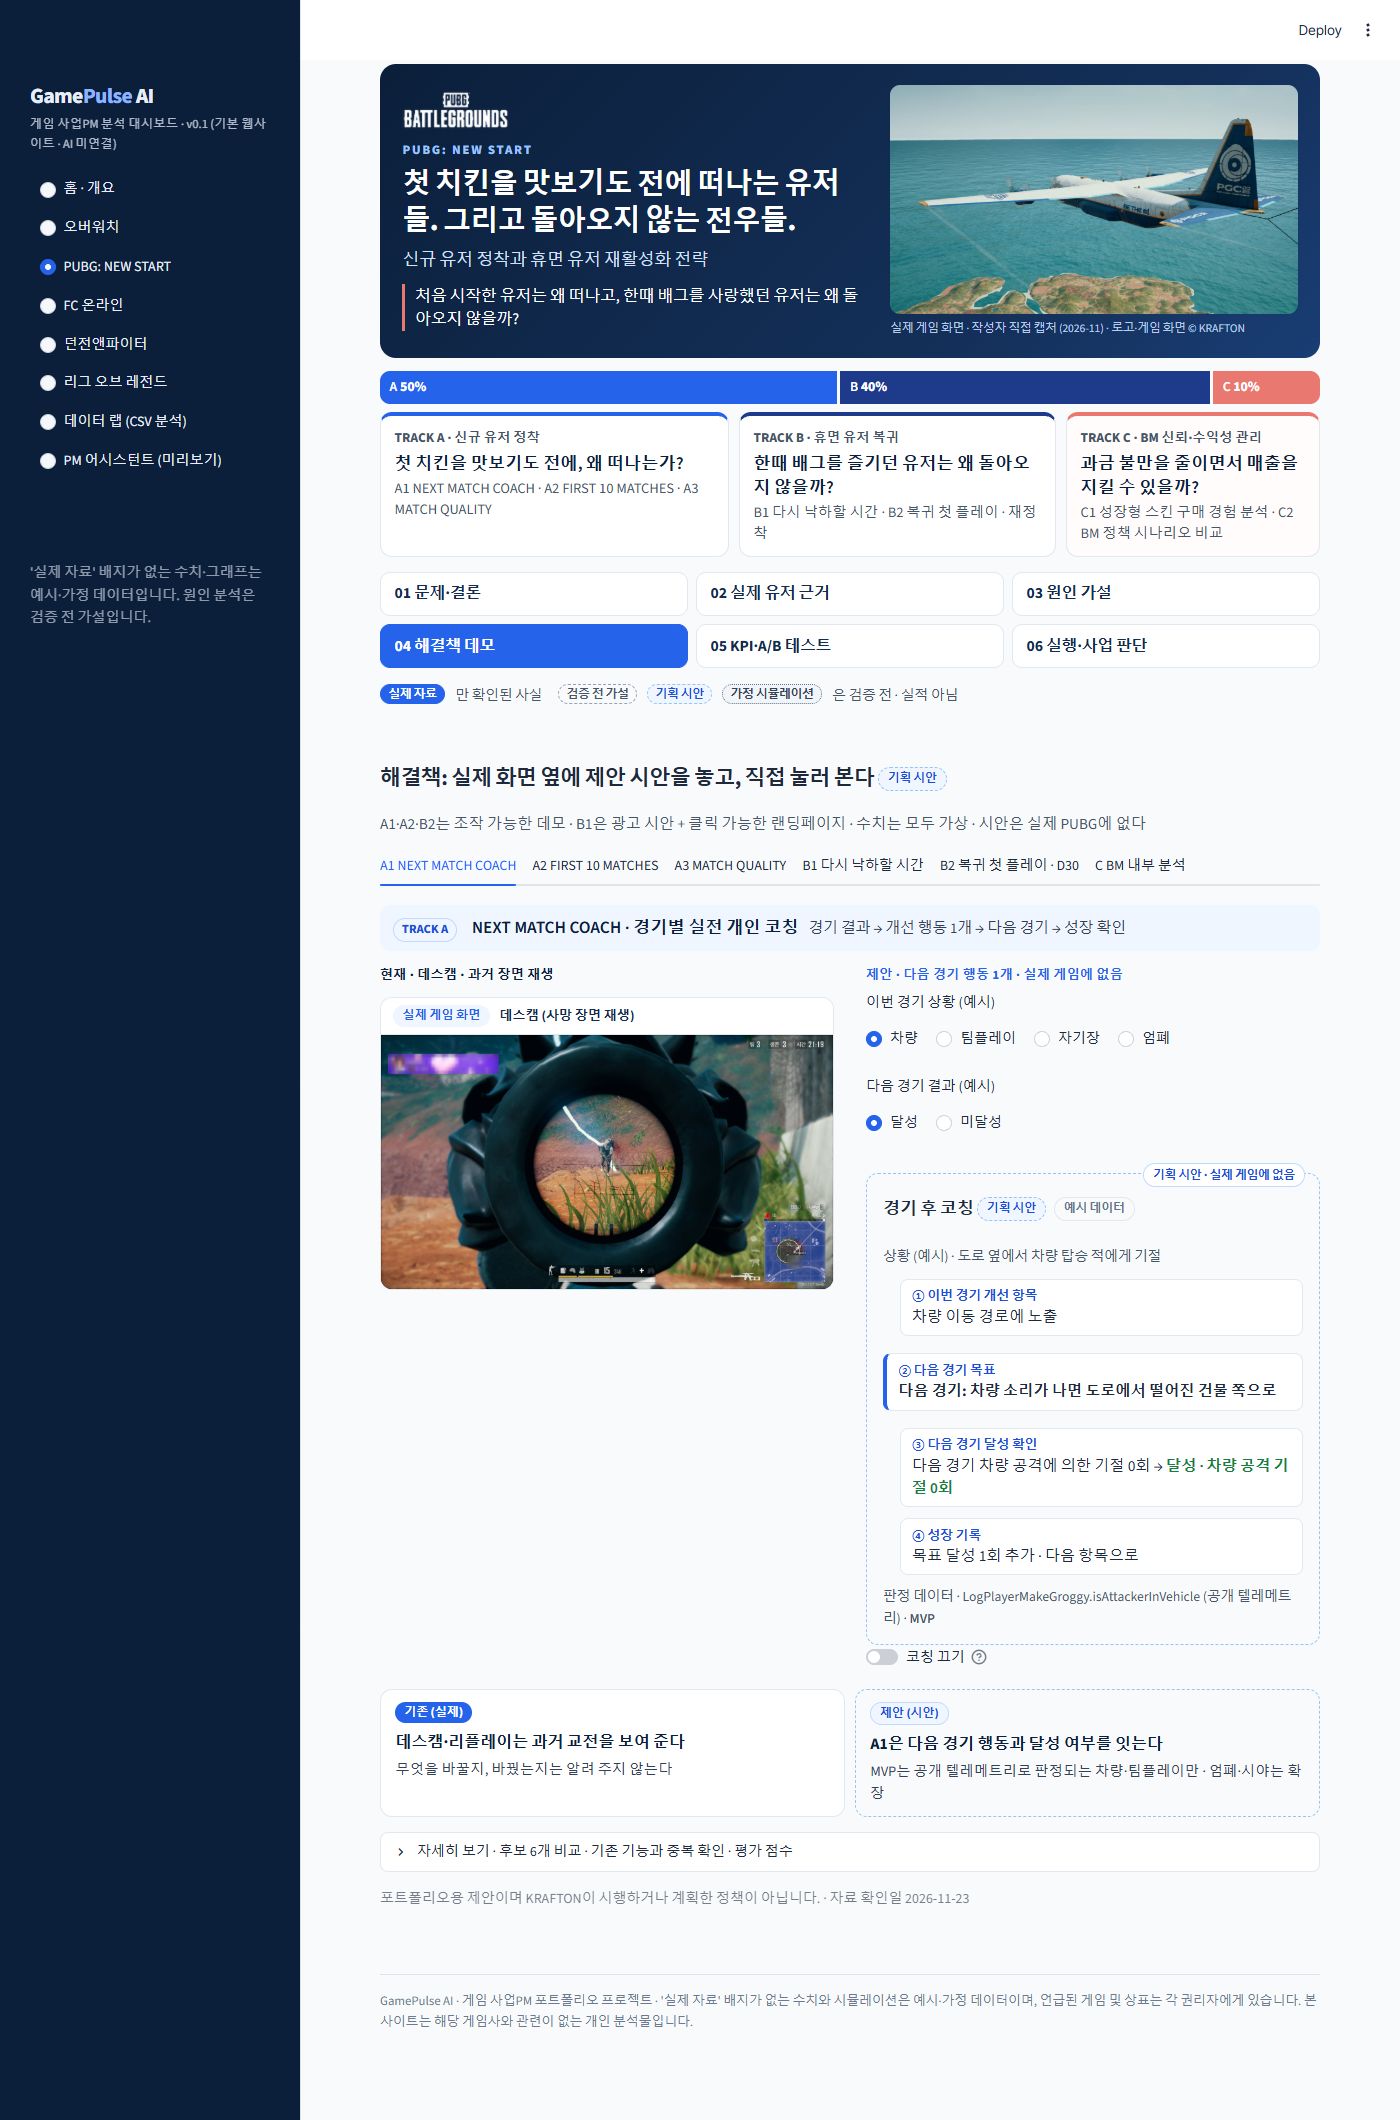 Deploy
GamePulse AI
게임 사업PM 분석 대시보드 · v0.1 (기본 웹사
이트 · AI 미연결)
홈 · 개요
오버워치
PUBG: NEW START
FC 온라인
던전앤파이터
리그 오브 레전드
데이터 랩 (CSV 분석)
PM 어시스턴트 (미리보기)
'실제 자료' 배지가 없는 수치·그래프는
예시·가정 데이터입니다. 원인 분석은
검증 전 가설입니다.
PUBG
BATTLEGROUNDS
PUBG: NEW START
첫 치킨을 맛보기도 전에 떠나는 유저
들. 그리고 돌아오지 않는 전우들.
신규 유저 정착과 휴면 유저 재활성화 전략
처음 시작한 유저는 왜 떠나고, 한때 배그를 사랑했던 유저는 왜 돌
아오지 않을까?
PGC
실제 게임 화면 · 작성자 직접 캡처 (2026-11) · 로고·게임 화면 © KRAFTON
A 50%
B 40%
C 10%
TRACK A · 신규 유저 정착
첫 치킨을 맛보기도 전에, 왜 떠나는가?
A1 NEXT MATCH COACH · A2 FIRST 10 MATCHES · A3
MATCH QUALITY
TRACK B · 휴면 유저 복귀
한때 배그를 즐기던 유저는 왜 돌아오
지 않을까?
B1 다시 낙하할 시간 · B2 복귀 첫 플레이 · 재정
착
TRACK C · BM 신뢰·수익성 관리
과금 불만을 줄이면서 매출을
지킬 수 있을까?
C1 성장형 스킨 구매 경험 분석 · C2
BM 정책 시나리오 비교
01 문제·결론
02 실제 유저 근거
03 원인 가설
04 해결책 데모
05 KPI·A/B 테스트
06 실행·사업 판단
실제 자료 만 확인된 사실 검증 전 가설 기획 시안 가정 시뮬레이션 은 검증 전 · 실적 아님
해결책: 실제 화면 옆에 제안 시안을 놓고, 직접 눌러 본다 기획 시안
A1·A2·B2는 조작 가능한 데모 · B1은 광고 시안 + 클릭 가능한 랜딩페이지 · 수치는 모두 가상 · 시안은 실제 PUBG에 없다
A1 NEXT MATCH COACH
A2 FIRST 10 MATCHES
A3 MATCH QUALITY
B1 다시 낙하할 시간
B2 복귀 첫 플레이 · D30
C BM 내부 분석
TRACK A NEXT MATCH COACH · 경기별 실전 개인 코칭 경기 결과 → 개선 행동 1개 → 다음 경기 → 성장 확인
현재 · 데스캠 · 과거 장면 재생
실제 게임 화면 데스캠 (사망 장면 재생)
21:19
제안 · 다음 경기 행동 1개 · 실제 게임에 없음
이번 경기 상황 (예시)
차량 팀플레이 자기장 엄폐
다음 경기 결과 (예시)
달성 미달성
기획 시안 · 실제 게임에 없음
경기 후 코칭 기획 시안 예시 데이터
상황 (예시) · 도로 옆에서 차량 탑승 적에게 기절
① 이번 경기 개선 항목
차량 이동 경로에 노출
② 다음 경기 목표
다음 경기: 차량 소리가 나면 도로에서 떨어진 건물 쪽으로
③ 다음 경기 달성 확인
다음 경기 차량 공격에 의한 기절 0회 → 달성 · 차량 공격 기
절 0회
④ 성장 기록
목표 달성 1회 추가 · 다음 항목으로
판정 데이터 · LogPlayerMakeGroggy.isAttackerInVehicle (공개 텔레메트
리) · MVP
코칭 끄기
기존 (실제)
데스캠·리플레이는 과거 교전을 보여 준다
무엇을 바꿀지, 바꿨는지는 알려 주지 않는다
제안 (시안)
A1은 다음 경기 행동과 달성 여부를 잇는다
MVP는 공개 텔레메트리로 판정되는 차량·팀플레이만 · 엄폐·시야는 확
장
자세히 보기 · 후보 6개 비교 · 기존 기능과 중복 확인 · 평가 점수
포트폴리오용 제안이며 KRAFTON이 시행하거나 계획한 정책이 아닙니다. · 자료 확인일 2026-11-23
GamePulse AI · 게임 사업PM 포트폴리오 프로젝트 · '실제 자료' 배지가 없는 수치와 시뮬레이션은 예시·가정 데이터이며, 언급된 게임 및 상표는 각 권리자에게 있습니다. 본
사이트는 해당 게임사와 관련이 없는 개인 분석물입니다.